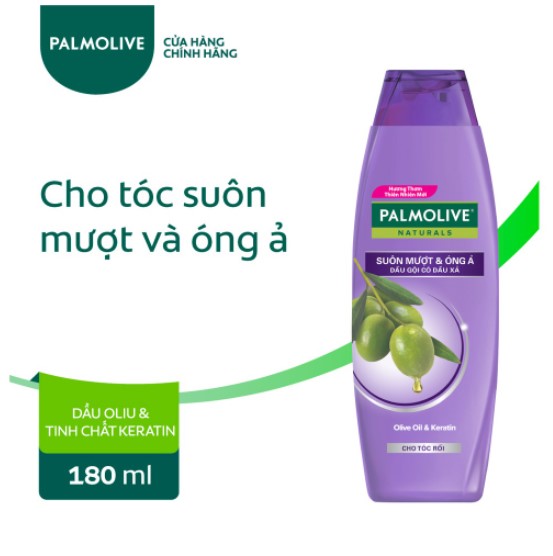 PALMOLIVE
CỬA HÀNG
CHÍNH HÃNG
Cho tóc suôn
mượt và óng ả
DẦU OLIU &
TINH CHẤT KERATIN
180 ml
Hương Thơm
Thiên Nhiên Mới
PALMOLIVE
NATURALS
SUÔN MƯỢT & ÓNG Ả
DẦU GỘI CÓ DẦU XẢ
Olive Oil & Keratin
CHO TÓC RỐI